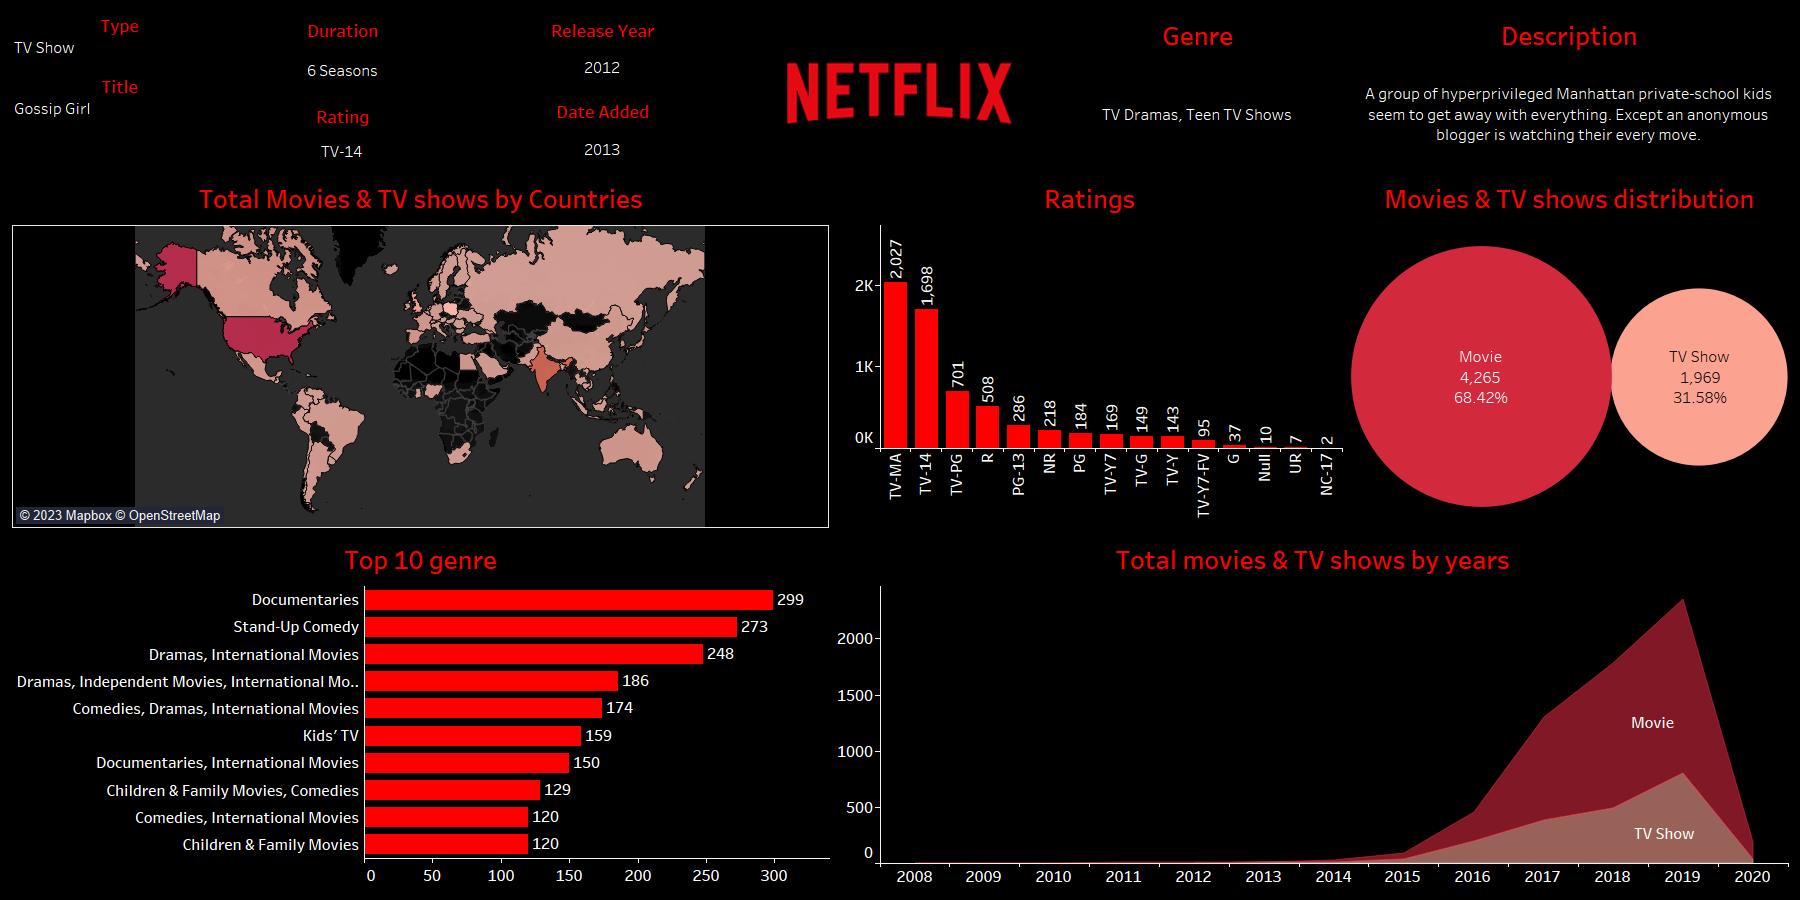 Type
TV Show
Title
Gossip Girl
Duration
6 Seasons
Rating
TV-14
Release Year
2012
Date Added
2013
NETFLIX
Genre
TV Dramas, Teen TV Shows
Description
A group of hyperprivileged Manhattan private-school kids
seem to get away with everything. Except an anonymous
blogger is watching their every move.
Total Movies & TV shows by Countries
© 2023 Mapbox © OpenStreetMap
Ratings
2K
1K
0K
2,027
1,698
701
508
286
218
184
169
149
143
95
37
10
7
2
TV-MA
TV-14
TV-PG
R
PG-13
NR
PG
TV-Y7
TV-G
TV-Y
TV-Y7-FV
G
Null
UR
NC-17
Movies & TV shows distribution
Movie
4,265
68.42%
TV Show
1,969
31.58%
Top 10 genre
Documentaries 299
Stand-Up Comedy 273
Dramas, International Movies 248
Dramas, Independent Movies, International Mo.. 186
Comedies, Dramas, International Movies 174
Kids' TV 159
Documentaries, International Movies 150
Children & Family Movies, Comedies 129
Comedies, International Movies 120
Children & Family Movies 120
0 50 100 150 200 250 300
Total movies & TV shows by years
2000
1500
1000
500
0
Movie
TV Show
2008 2009 2010 2011 2012 2013 2014 2015 2016 2017 2018 2019 2020